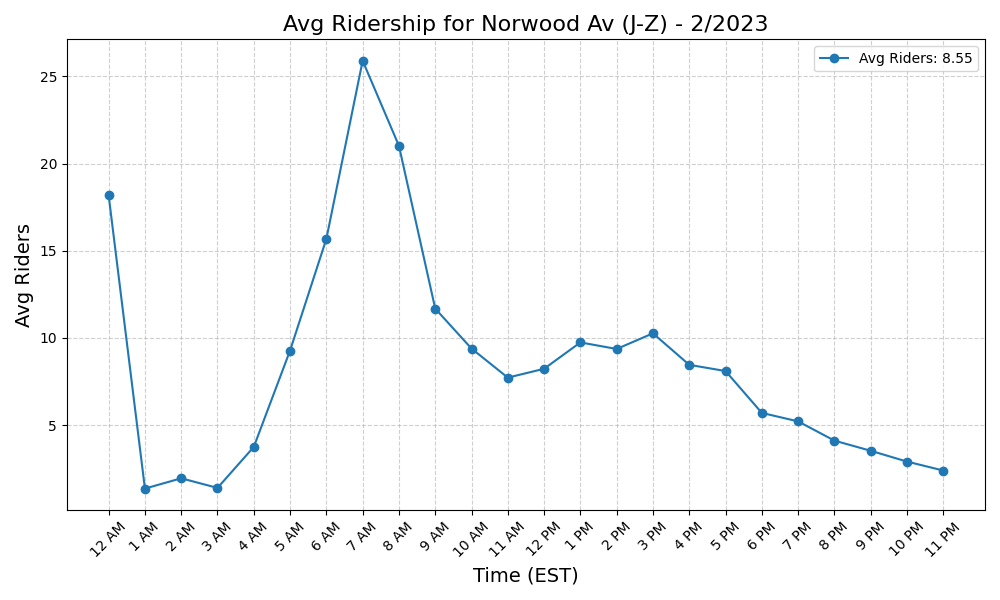 Avg Ridership for Norwood Av (J-Z) - 2/2023
Avg Riders: 8.55
Avg Riders
25
20
15
10
5
12 AM
1 AM
2 AM
3 AM
4 AM
5 AM
6 AM
7 AM
8 AM
9 AM
10 AM
11 AM
12 PM
1 PM
2 PM
3 PM
4 PM
5 PM
6 PM
7 PM
8 PM
9 PM
10 PM
11 PM
Time (EST)